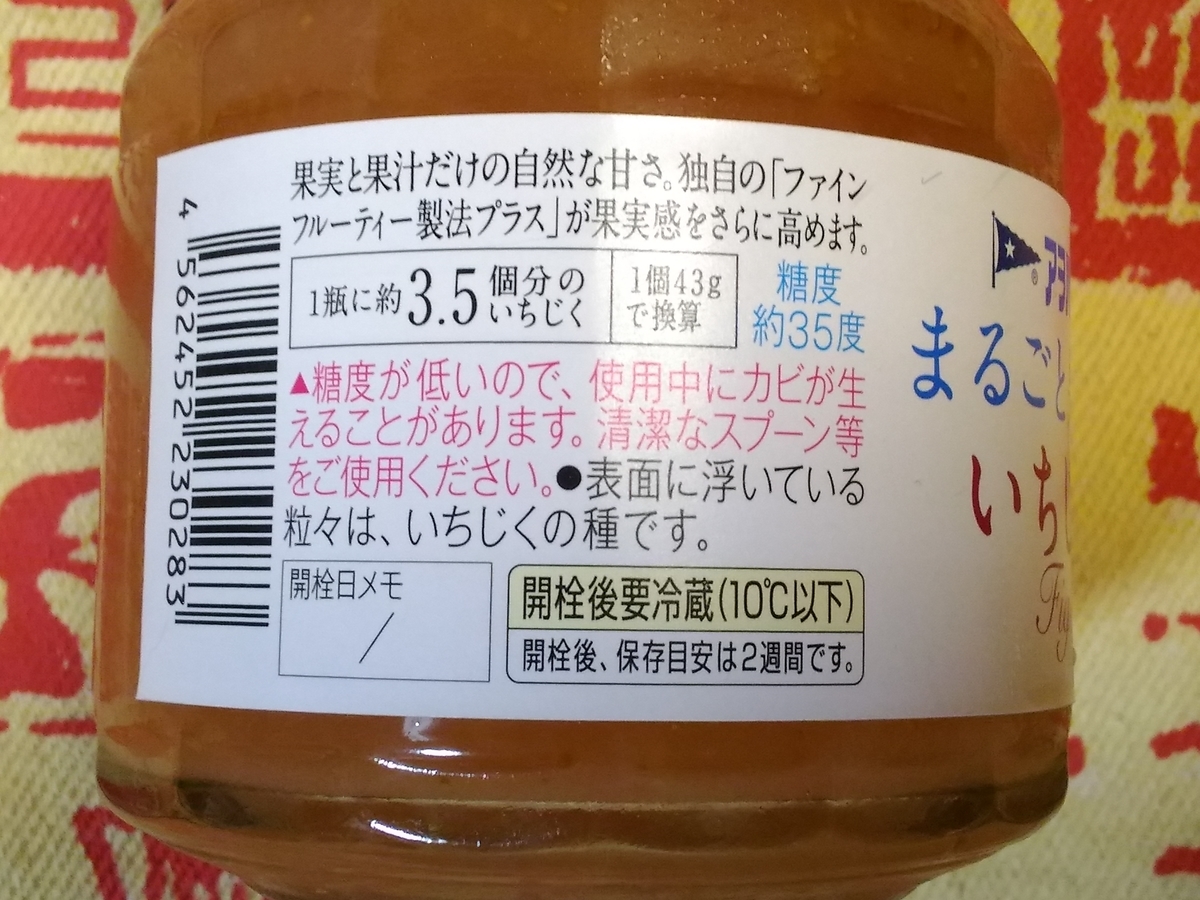 果実と果汁だけの自然な甘さ。独自の「ファイン
フルーティー製法プラス」が果実感をさらに高めます。
1瓶に約3.5個分のいちじく
1個43gで換算
糖度
約35度
▲糖度が低いので、使用中にカビが生
えることがあります。清潔なスプーン等
をご使用ください。●表面に浮いている
粒々は、いちじくの種です。
開栓日メモ
/
開栓後要冷蔵(10℃以下)
開栓後、保存目安は2週間です。
4 562452 230283
まるごと
いち
Fig